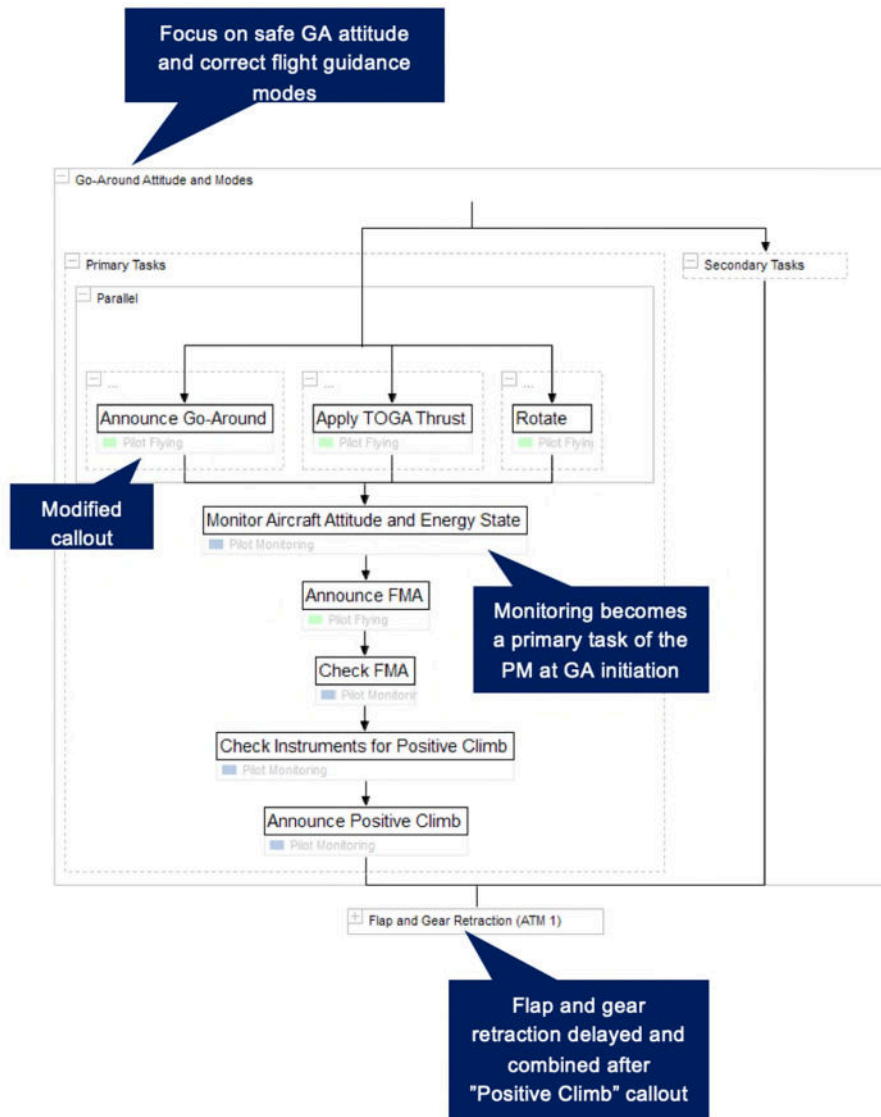 Focus on safe GA attitude
and correct flight guidance
modes
Go-Around Attitude and Modes
Primary Tasks
Secondary Tasks
Parallel
...
...
...
Announce Go-Around
Apply TOGA Thrust
Rotate
Pilot Flying
Pilot Flying
Pilot Flying
Modified
callout
Monitor Aircraft Attitude and Energy State
Pilot Monitoring
Announce FMA
Pilot Flying
Monitoring becomes
a primary task of the
PM at GA initiation
Check FMA
Pilot Monitorin
Check Instruments for Positive Climb
Pilot Monitoring
Announce Positive Climb
Pilot Monitoring
Flap and Gear Retraction (ATM 1)
Flap and gear
retraction delayed and
combined after
"Positive Climb" callout